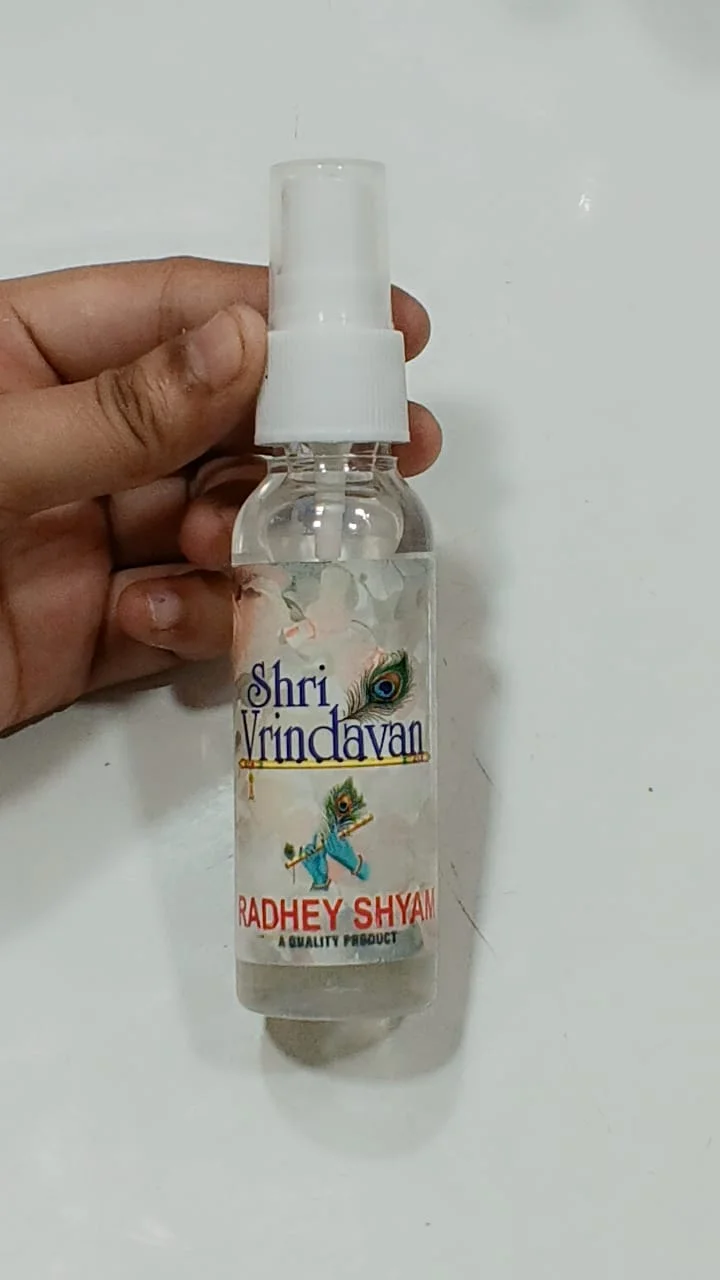 Shri
Vrindavan
RADHEY SHYAM
A QUALITY PRODUCT